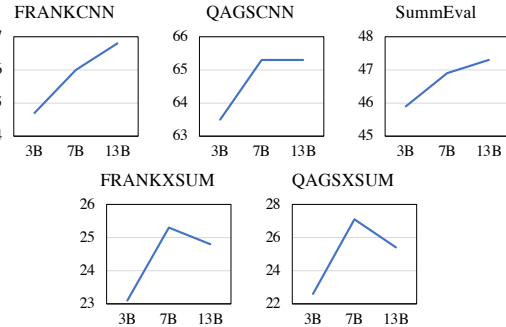 FRANKCNN QAGSCNN SummEval
66 48
65 47
64 46
63 45
3B 7B 13B 3B 7B 13B 3B 7B 13B
FRANKXSUM QAGSXSUM
26 28
25 26
24 24
23 22
3B 7B 13B 3B 7B 13B